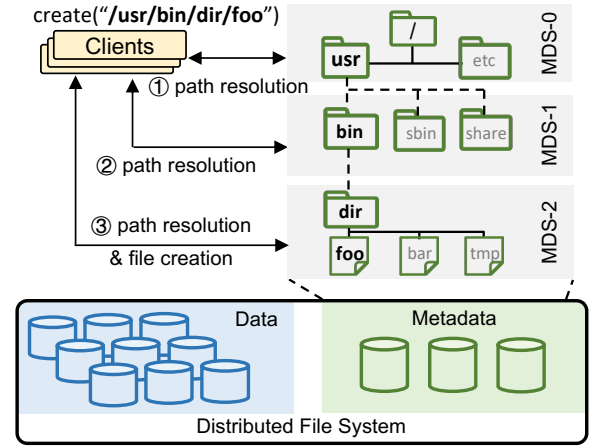 create("/usr/bin/dir/foo")
Clients
① path resolution
/
usr
etc
MDS-0
② path resolution
bin
sbin
share
MDS-1
③ path resolution
& file creation
dir
foo
bar
tmp
MDS-2
Data
Metadata
Distributed File System